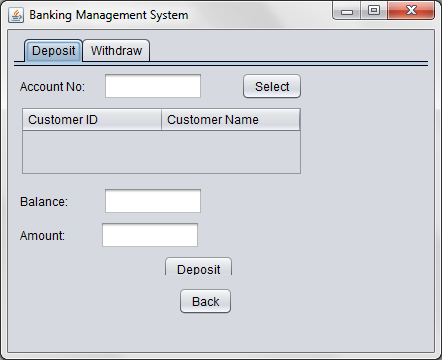 Banking Management System
Deposit Withdraw
Account No: Select
Customer ID Customer Name
Balance:
Amount:
Deposit
Back